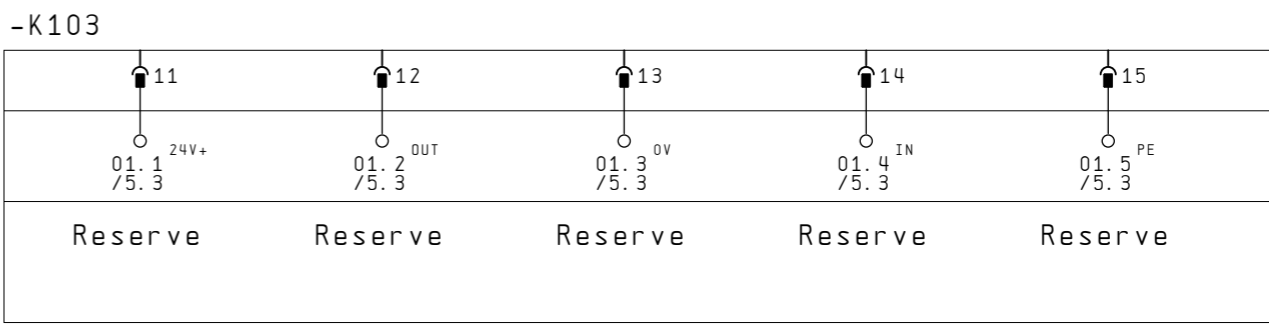 -K103
11 12 13 14 15
01.1 24V+ 01.2 OUT 01.3 0V 01.4 IN 01.5 PE
/5.3 /5.3 /5.3 /5.3 /5.3
Reserve Reserve Reserve Reserve Reserve